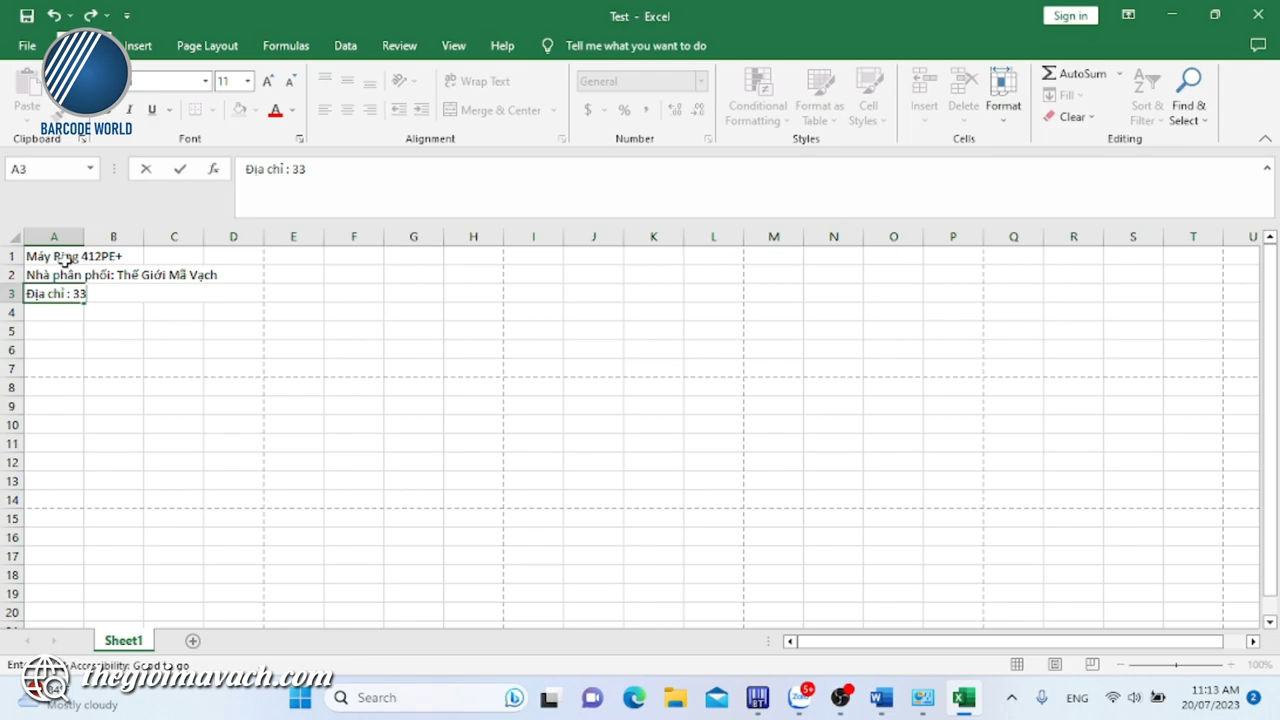 Test - Excel
Sign in
File
Insert
Page Layout
Formulas
Data
Review
View
Help
Tell me what you want to do
Paste
11
Wrap Text
Merge & Center
General
Conditional Formatting
Format as Table
Cell Styles
Insert
Delete
Format
AutoSum
Fill
Clear
Sort & Filter
Find & Select
Clipboard
Font
Alignment
Number
Styles
Cells
Editing
BARCODE WORLD
A3
Địa chỉ : 33
A B C D E F G H I J K L M N O P Q R S T U
1 Máy Ring 412PE+
2 Nhà phân phối: Thế Giới Mã Vạch
3 Địa chỉ : 33
4
5
6
7
8
9
10
11
12
13
14
15
16
17
18
19
20
Sheet1
Accessibility: Good to go
100%
thegioimavach.com
Mostly cloudy
Search
5+
ENG
11:13 AM
20/07/2023
2